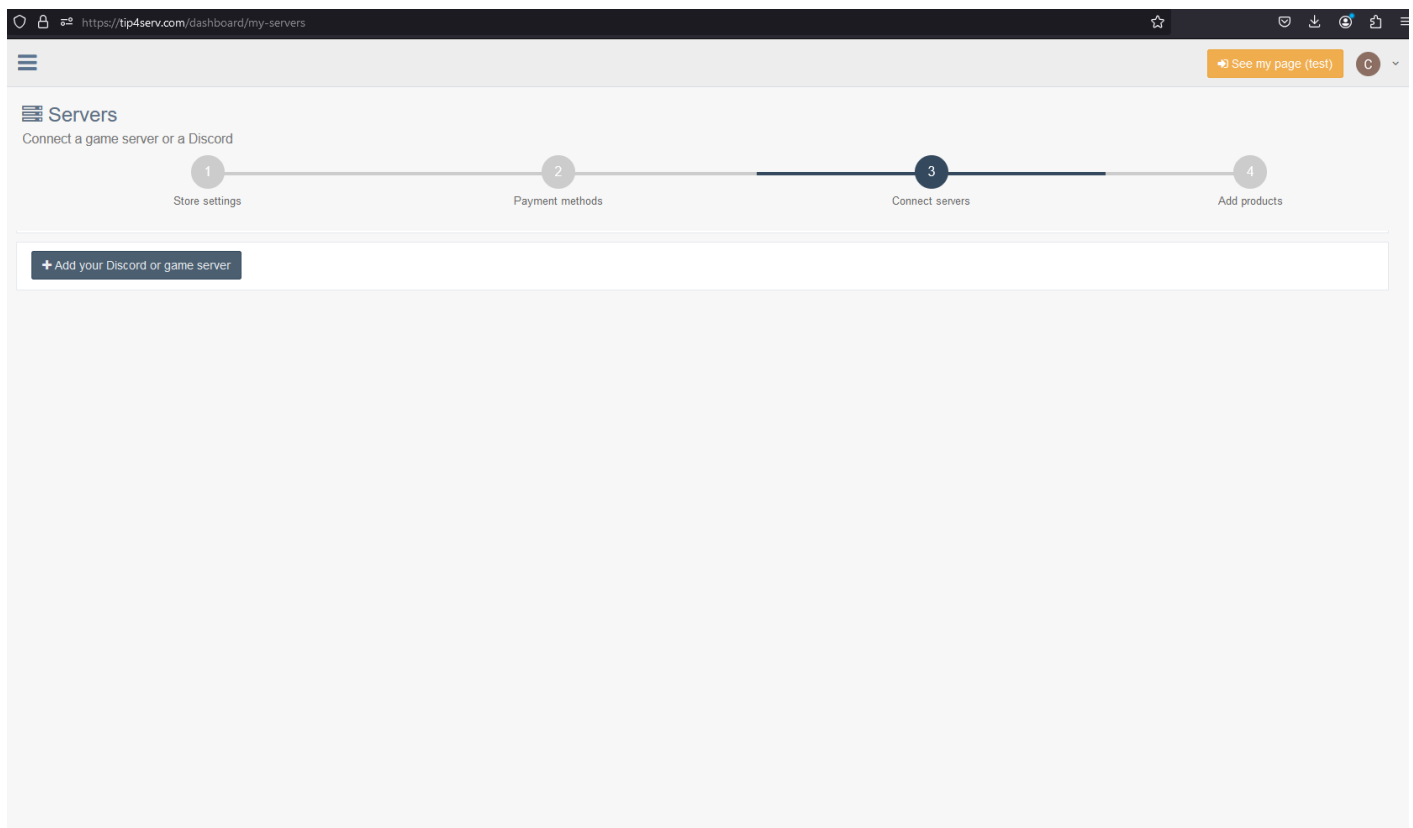 https://tip4serv.com/dashboard/my-servers
See my page (test)
C
Servers
Connect a game server or a Discord
1
2
3
4
Store settings
Payment methods
Connect servers
Add products
+ Add your Discord or game server